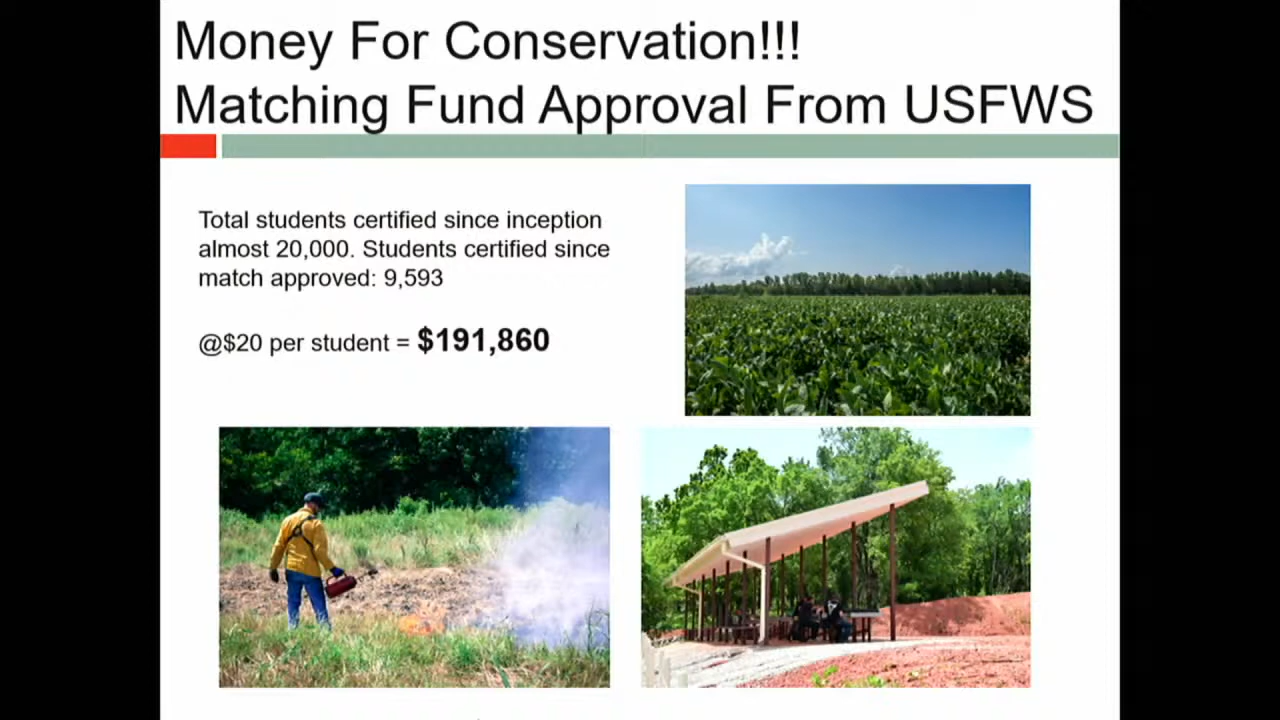 Money For Conservation!!!
Matching Fund Approval From USFWS
Total students certified since inception
almost 20,000. Students certified since
match approved: 9,593
@$20 per student = $191,860